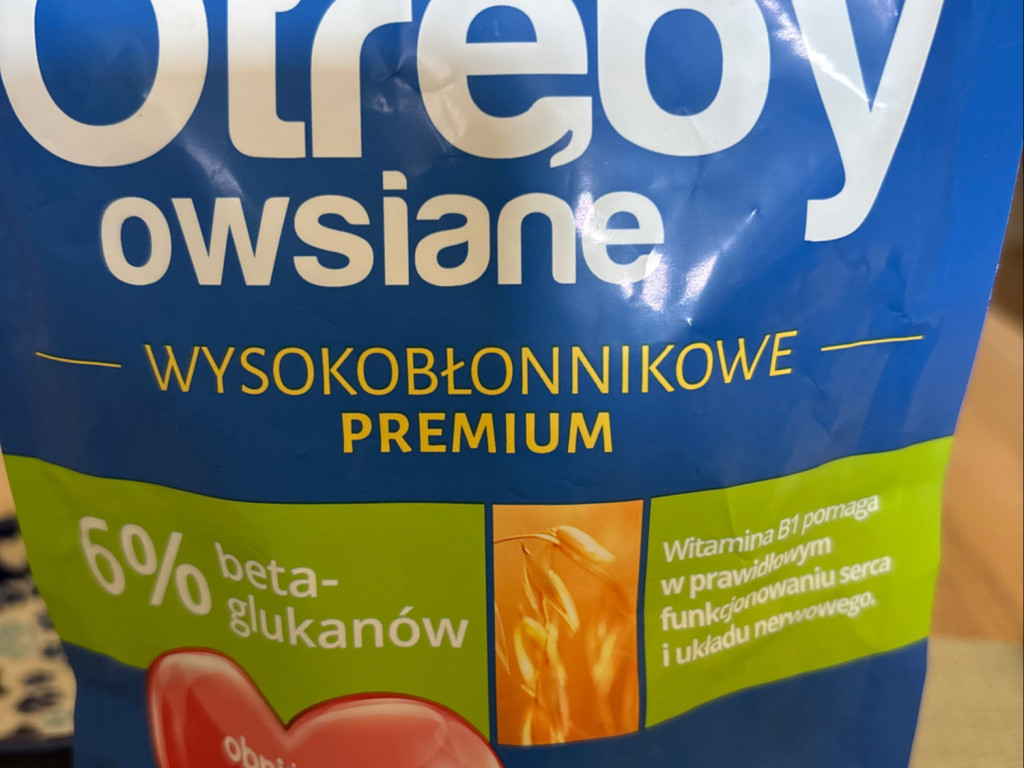 Otręby
owsiane
WYSOKOBŁONNIKOWE
PREMIUM
6% beta-
glukanów
Witamina B1 pomaga
w prawidłowym
funkcjonowaniu serca
i układu nerwowego.